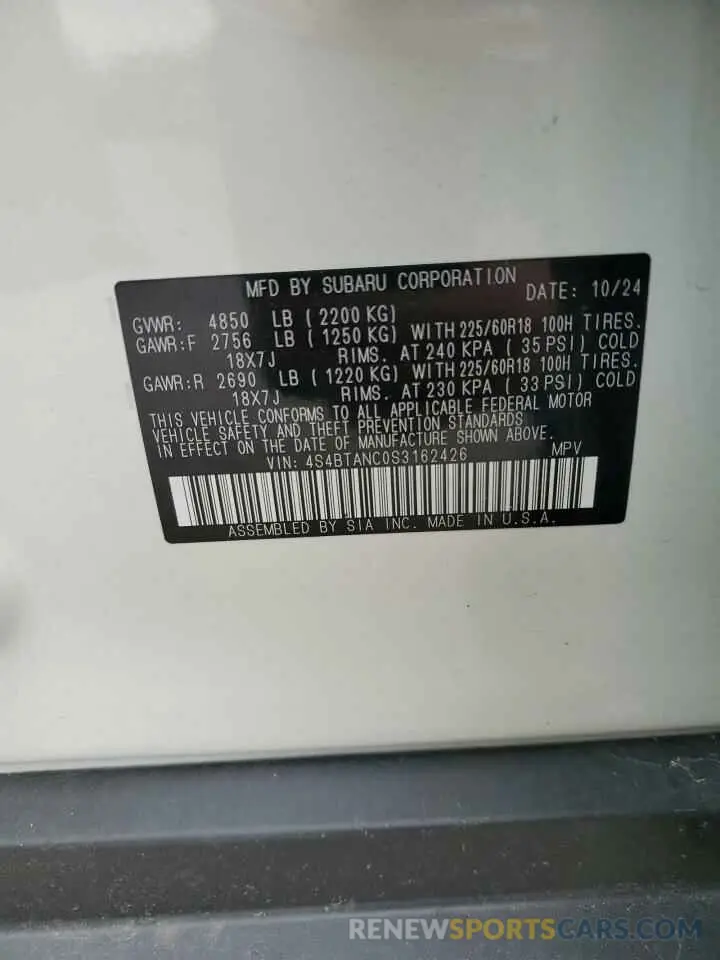 MFD BY SUBARU CORPORATION DATE: 10/24
GVWR: 4850 LB ( 2200 KG)
GAWR:F 2756 LB ( 1250 KG) WITH 225/60R18 100H TIRES.
18X7J RIMS. AT 240 KPA ( 35 PSI) COLD
GAWR:R 2690 LB ( 1220 KG) WITH 225/60R18 100H TIRES.
18X7J RIMS. AT 230 KPA ( 33 PSI) COLD
THIS VEHICLE CONFORMS TO ALL APPLICABLE FEDERAL MOTOR
VEHICLE SAFETY AND THEFT PREVENTION STANDARDS
IN EFFECT ON THE DATE OF MANUFACTURE SHOWN ABOVE.
VIN: 4S4BTANC0S3162426 MPV
ASSEMBLED BY SIA INC. MADE IN U.S.A.
RENEWSPORTSCARS.COM